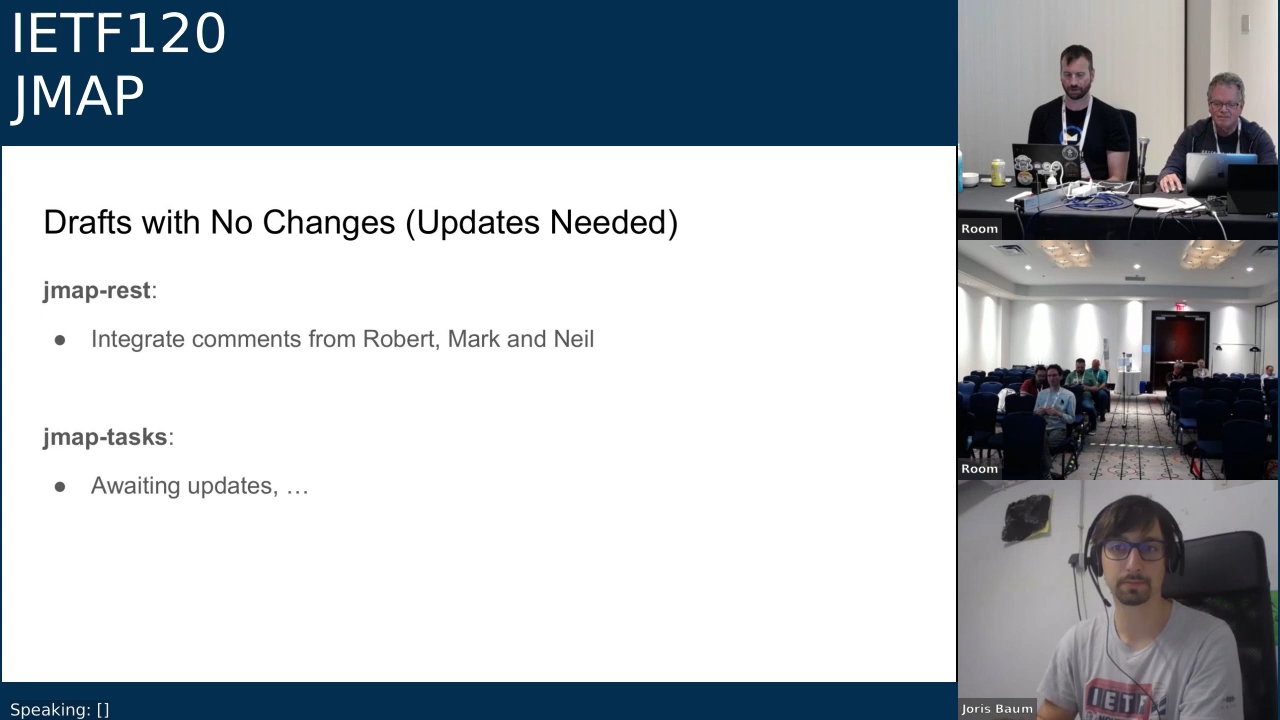 IETF120
JMAP
Drafts with No Changes (Updates Needed)
jmap-rest:
● Integrate comments from Robert, Mark and Neil
jmap-tasks:
● Awaiting updates, …
Speaking: []
Room
Room
Joris Baum
IETF